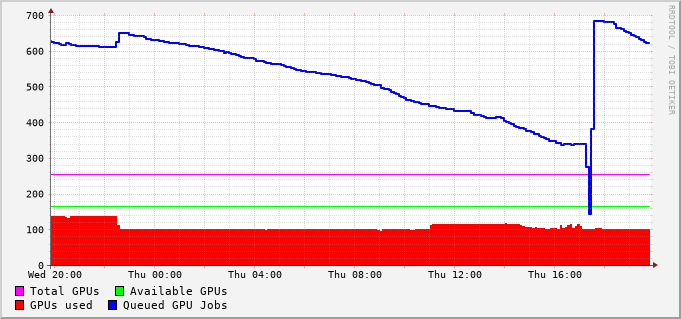 700
600
500
400
300
200
100
0
Wed 20:00 Thu 00:00 Thu 04:00 Thu 08:00 Thu 12:00 Thu 16:00
Total GPUs Available GPUs
GPUs used Queued GPU Jobs
RRDTOOL / TOBI OETIKER